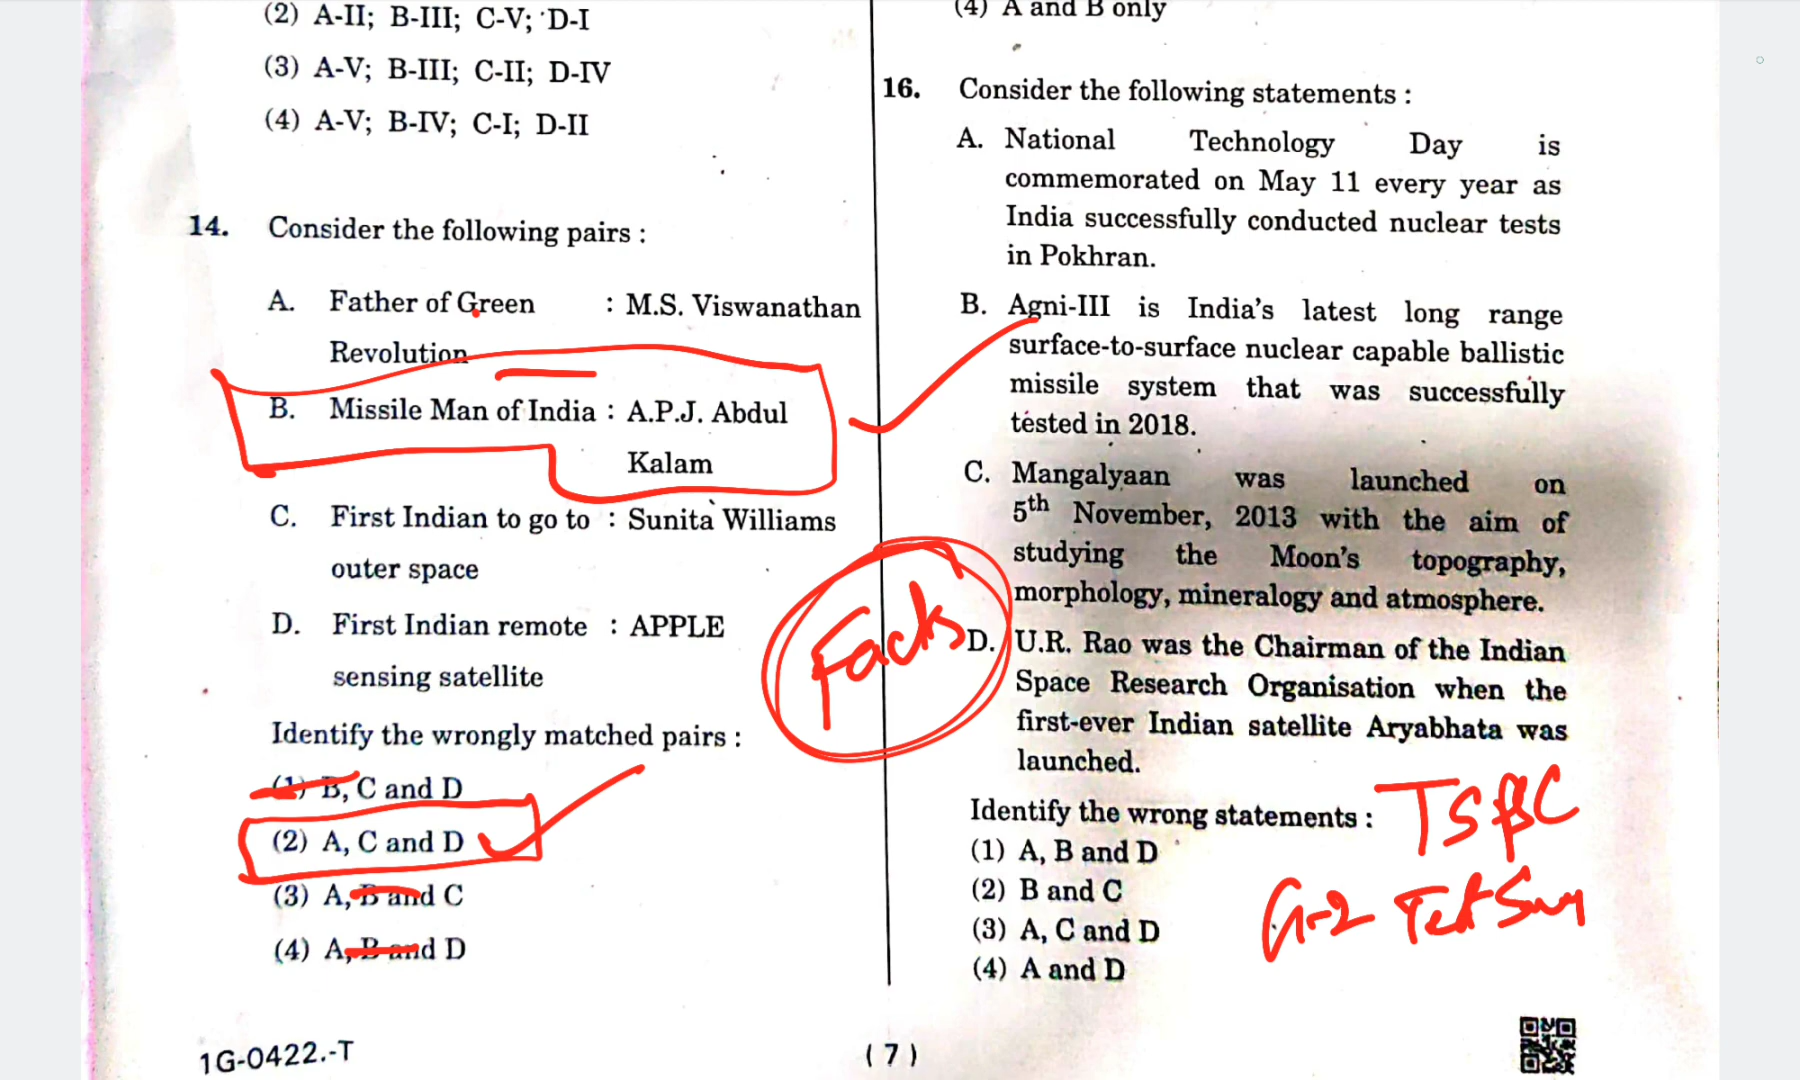 (2) A-II; B-III; C-V; D-I
(3) A-V; B-III; C-II; D-IV
(4) A-V; B-IV; C-I; D-II
14. Consider the following pairs :
A. Father of Green : M.S. Viswanathan
Revolution
B. Missile Man of India : A.P.J. Abdul
Kalam
C. First Indian to go to : Sunita Williams
outer space
D. First Indian remote : APPLE
sensing satellite
Identify the wrongly matched pairs :
(1) B, C and D
(2) A, C and D
(3) A, B and C
(4) A, B and D
Facts
(4) A and B only
16. Consider the following statements :
A. National Technology Day is
commemorated on May 11 every year as
India successfully conducted nuclear tests
in Pokhran.
B. Agni-III is India's latest long range
surface-to-surface nuclear capable ballistic
missile system that was successfully
tested in 2018.
C. Mangalyaan was launched on
5th November, 2013 with the aim of
studying the Moon's topography,
morphology, mineralogy and atmosphere.
D. U.R. Rao was the Chairman of the Indian
Space Research Organisation when the
first-ever Indian satellite Aryabhata was
launched.
Identify the wrong statements :
(1) A, B and D
(2) B and C
(3) A, C and D
(4) A and D
G-2
1G-0422.-T
( 7 )